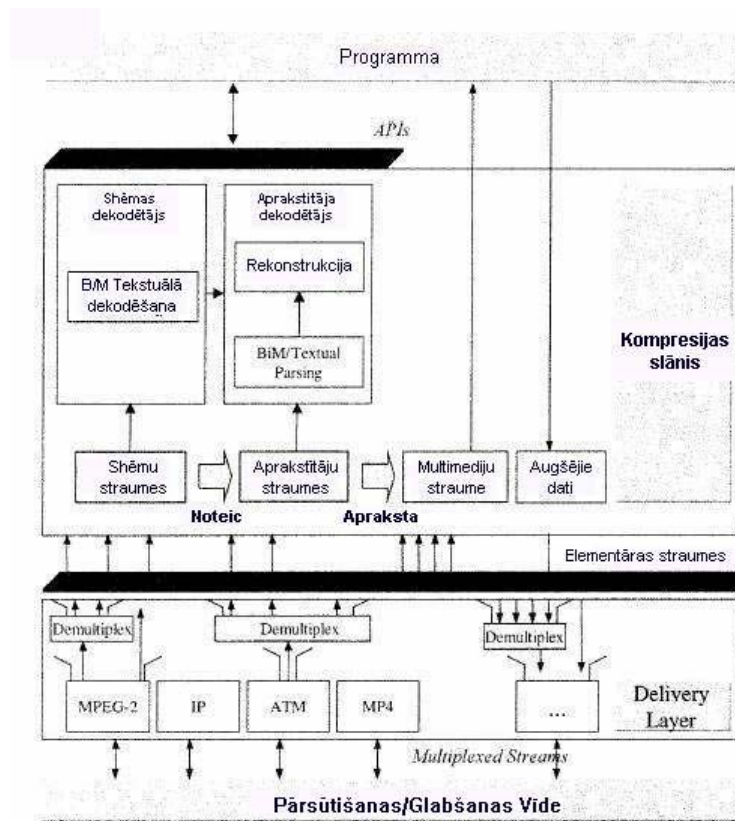 Programma
APIs
Shēmas
dekodētājs
Aprakstītāja
dekodētājs
B/M Tekstuālā
dekodēšana
Rekonstrukcija
BiM/Textual
Parsing
Kompresijas
slānis
Shēmu
straumes
Aprakstītāju
straumes
Multimediju
straume
Augšējie
dati
Noteic
Apraksta
Elementāras straumes
Demultiplex
Demultiplex
Demultiplex
MPEG-2
IP
ATM
MP4
...
Delivery
Layer
Multiplexed Streams
Pārsūtišanas/Glabšanas Vide